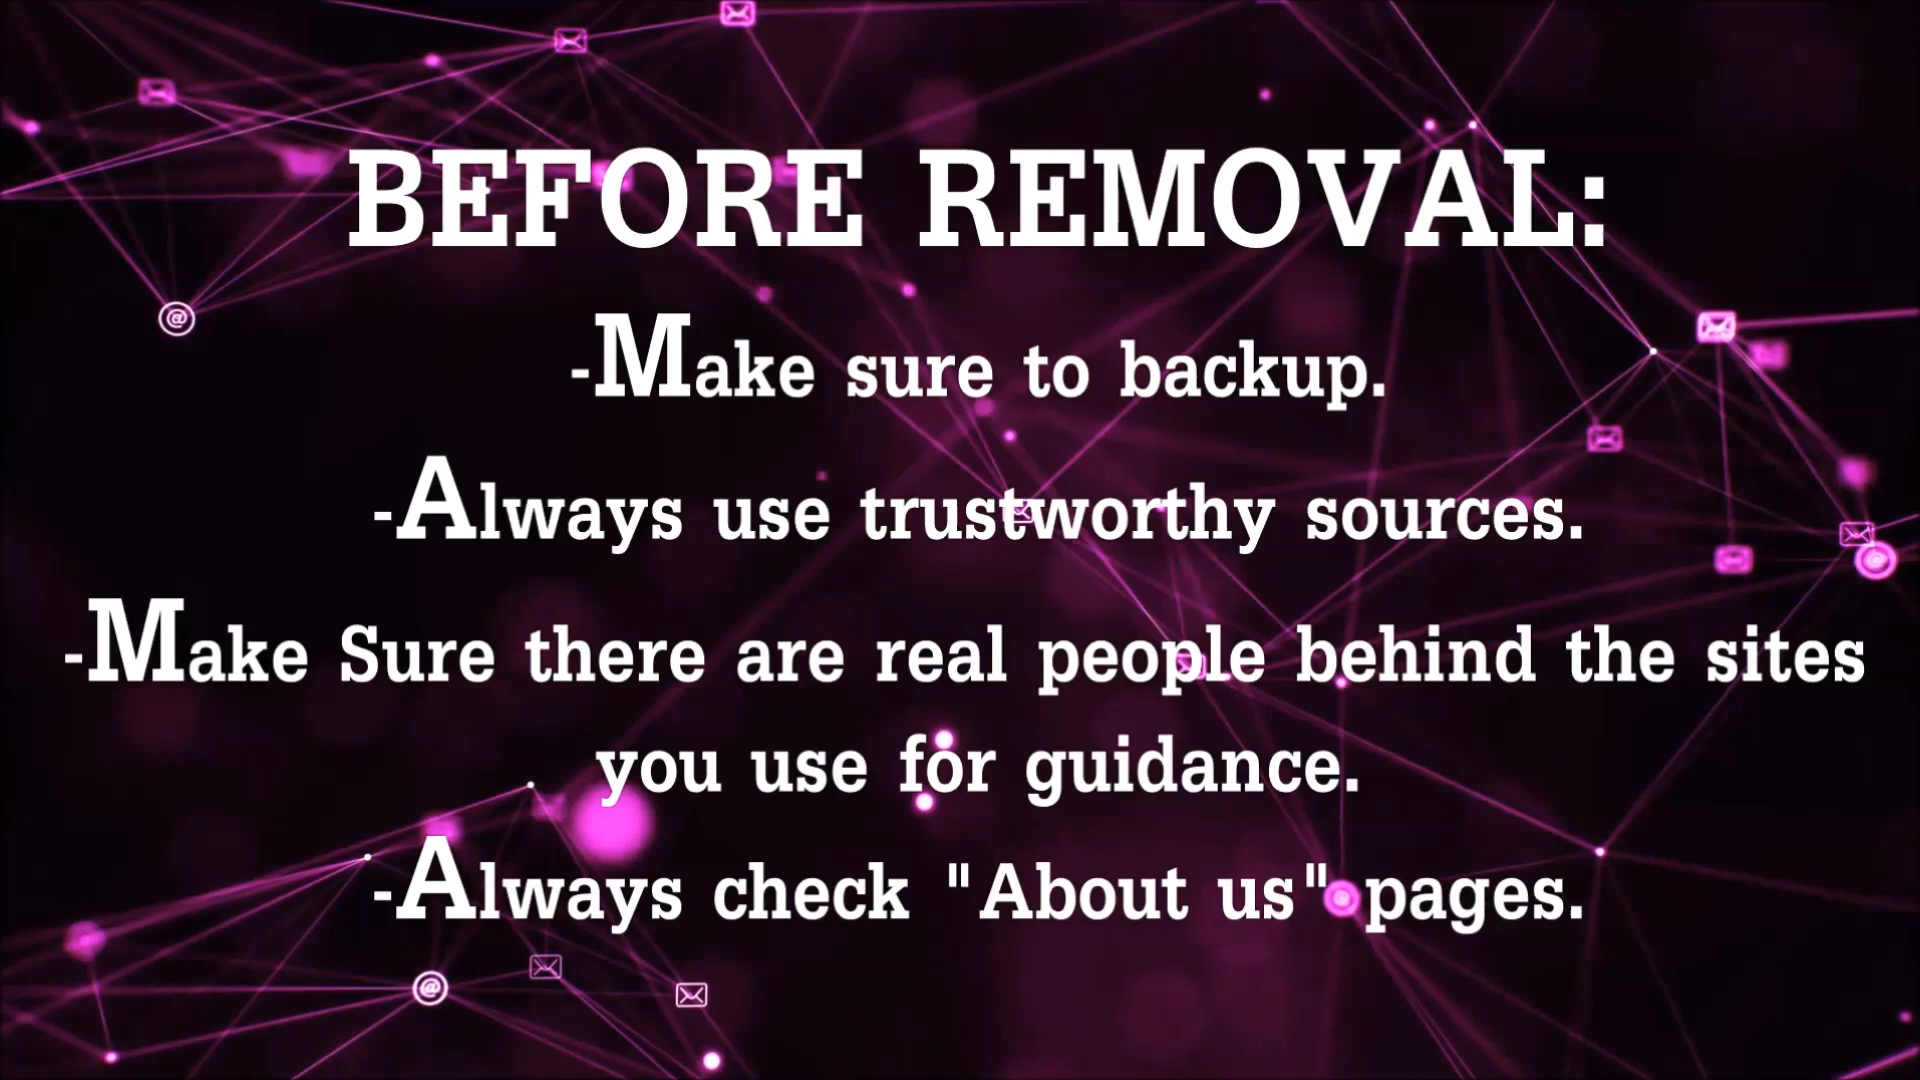 BEFORE REMOVAL:
-Make sure to backup.
-Always use trustworthy sources.
-Make Sure there are real people behind the sites
you use for guidance.
-Always check "About us" pages.